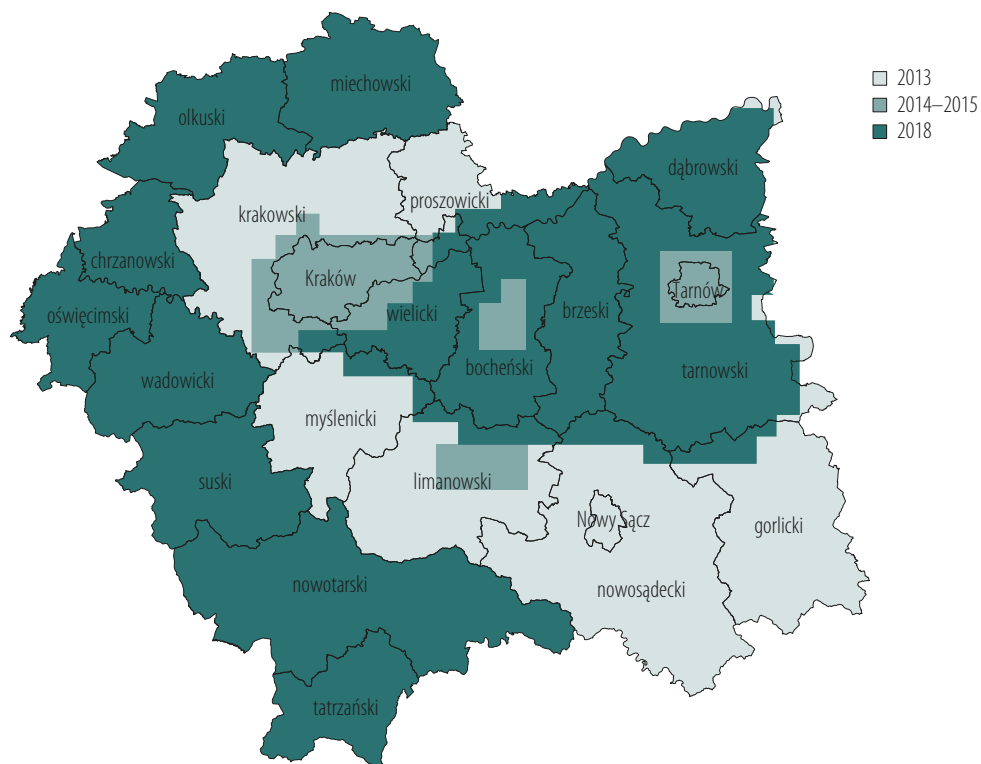 2013
2014–2015
2018
miechowski
olkuski
dąbrowski
proszowicki
krakowski
chrzanowski
Kraków
Tarnów
oświęcimski
wielicki
brzeski
bocheński
tarnowski
wadowicki
myślenicki
suski
limanowski
Nowy Sącz
gorlicki
nowotarski
nowosądecki
tatrzański